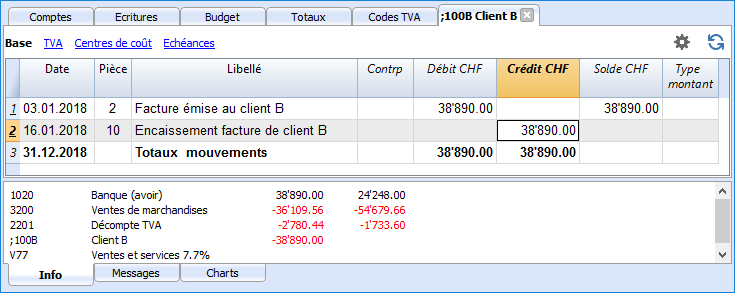 Comptes Ecritures Budget Totaux Codes TVA ;100B Client B
Base TVA Centres de coût Echéances
Date Pièce Libellé Contrp Débit CHF Crédit CHF Solde CHF Type montant
1 03.01.2018 2 Facture émise au client B 38'890.00 38'890.00
2 16.01.2018 10 Encaissement facture de client B 38'890.00
3 31.12.2018 Totaux mouvements 38'890.00 38'890.00
1020 Banque (avoir) 38'890.00 24'248.00
3200 Ventes de marchandises -36'109.56 -54'679.66
2201 Décompte TVA -2'780.44 -1'733.60
;100B Client B -38'890.00
V77 Ventes et services 7.7%
Info Messages Charts